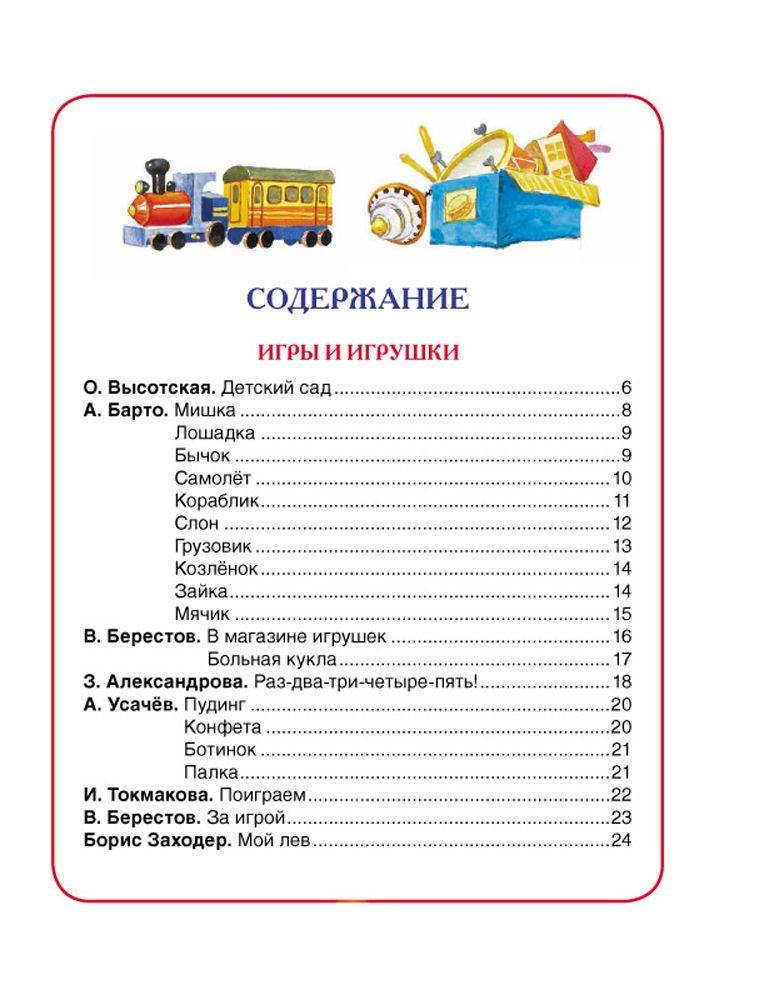 СОДЕРЖАНИЕ
ИГРЫ И ИГРУШКИ
О. Высотская. Детский сад....................................................6
А. Барто. Мишка....................................................8
Лошадка....................................................9
Бычок....................................................9
Самолёт....................................................10
Кораблик....................................................11
Слон....................................................12
Грузовик....................................................13
Козлёнок....................................................14
Зайка....................................................14
Мячик....................................................15
В. Берестов. В магазине игрушек....................................................16
Больная кукла....................................................17
З. Александрова. Раз-два-три-четыре-пять!....................................................18
А. Усачёв. Пудинг....................................................20
Конфета....................................................20
Ботинок....................................................21
Палка....................................................21
И. Токмакова. Поиграем....................................................22
В. Берестов. За игрой....................................................23
Борис Заходер. Мой лев....................................................24